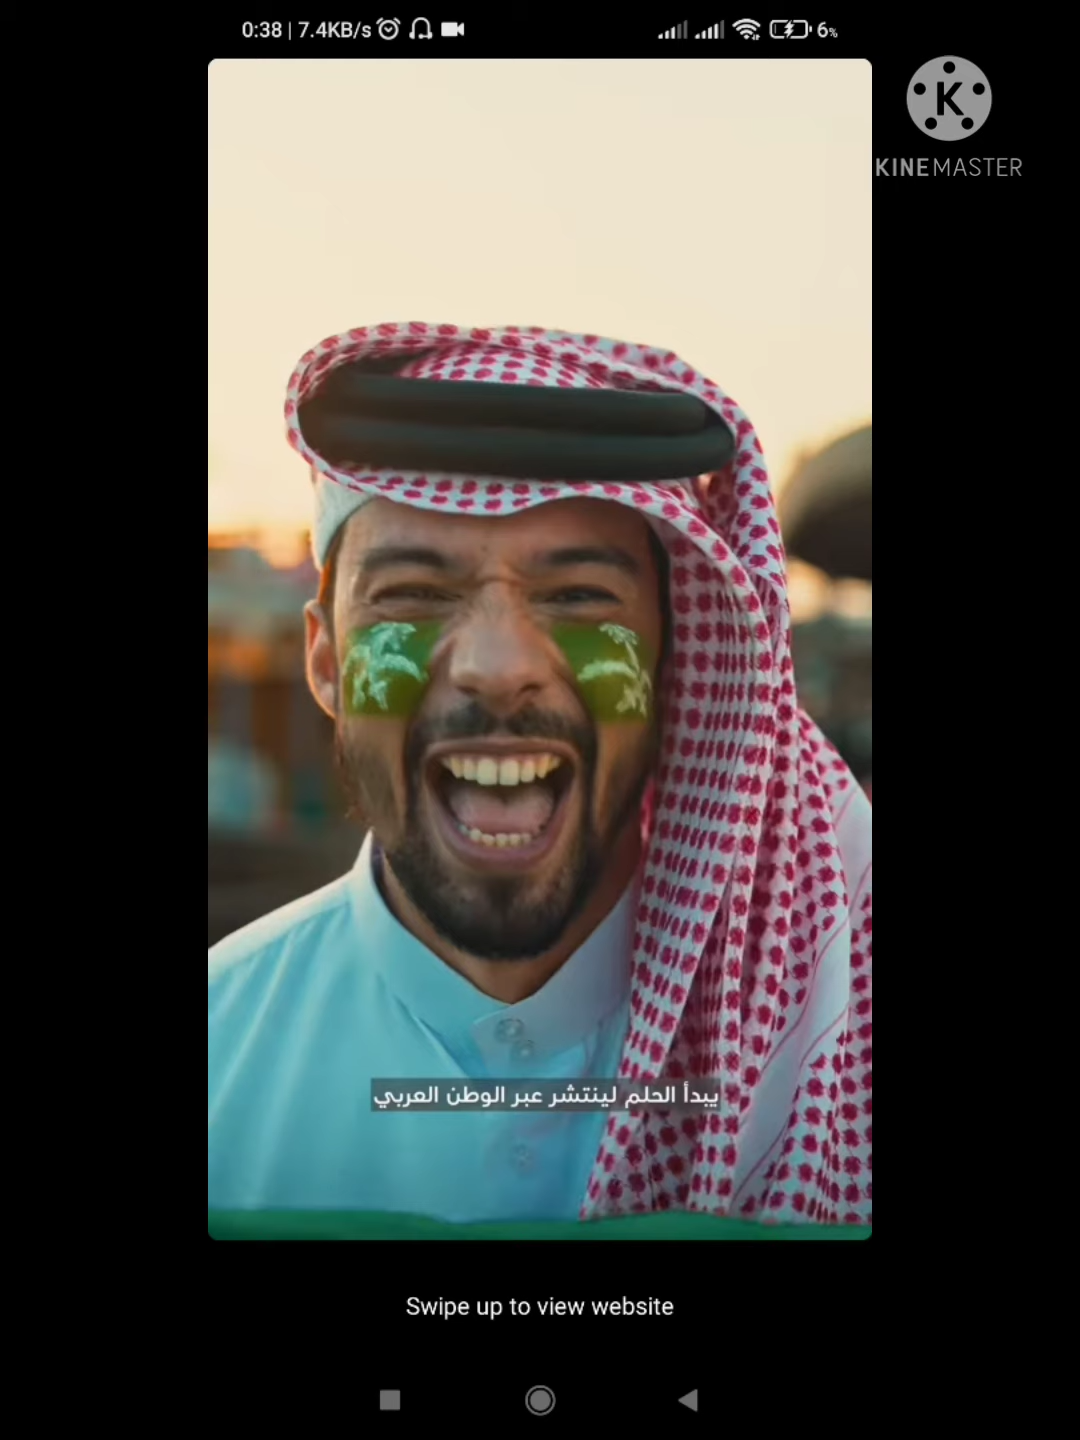 0:38 | 7.4KB/s 6%
KINEMASTER
يبدأ الحلم لينتشر عبر الوطن العربي
Swipe up to view website